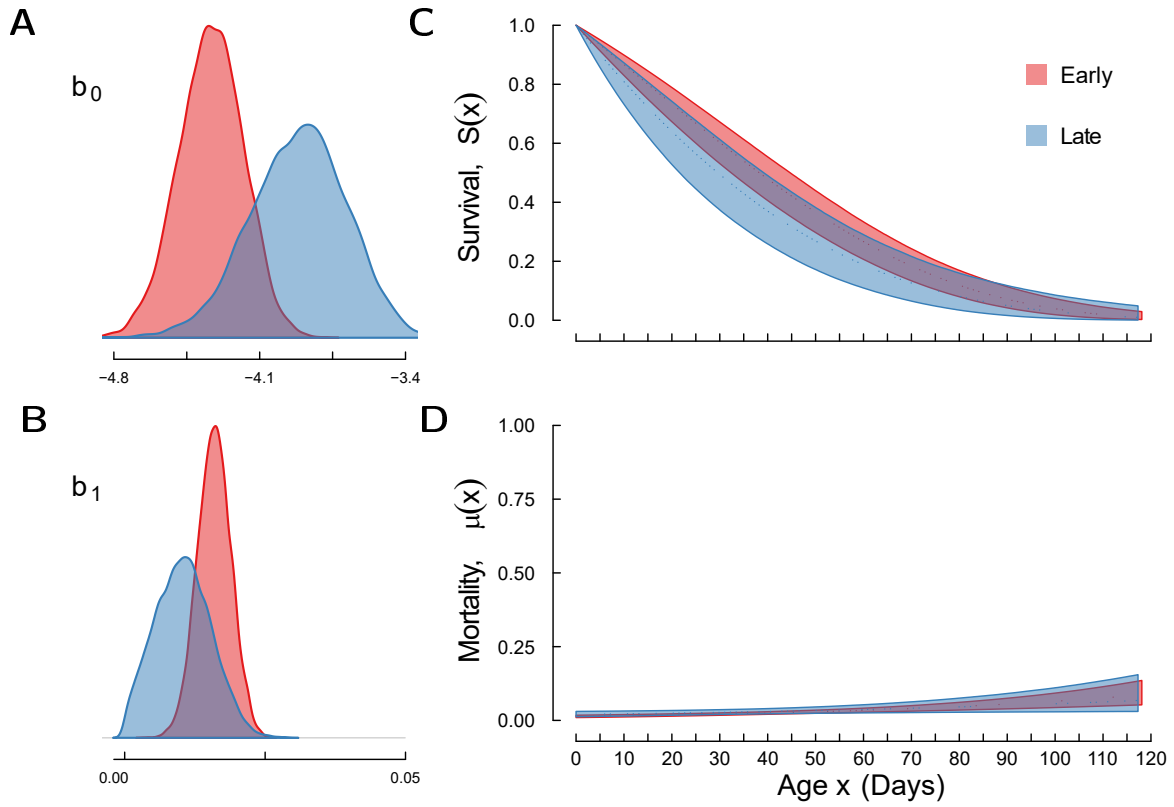 A
b0
−4.8 −4.1 −3.4
B
b1
0.00 0.05
C
Survival, S(x)
1.0
0.8
0.6
0.4
0.2
0.0
Early
Late
D
Mortality, μ(x)
1.00
0.75
0.50
0.25
0.00
0 10 20 30 40 50 60 70 80 90 100 110 120
Age x (Days)